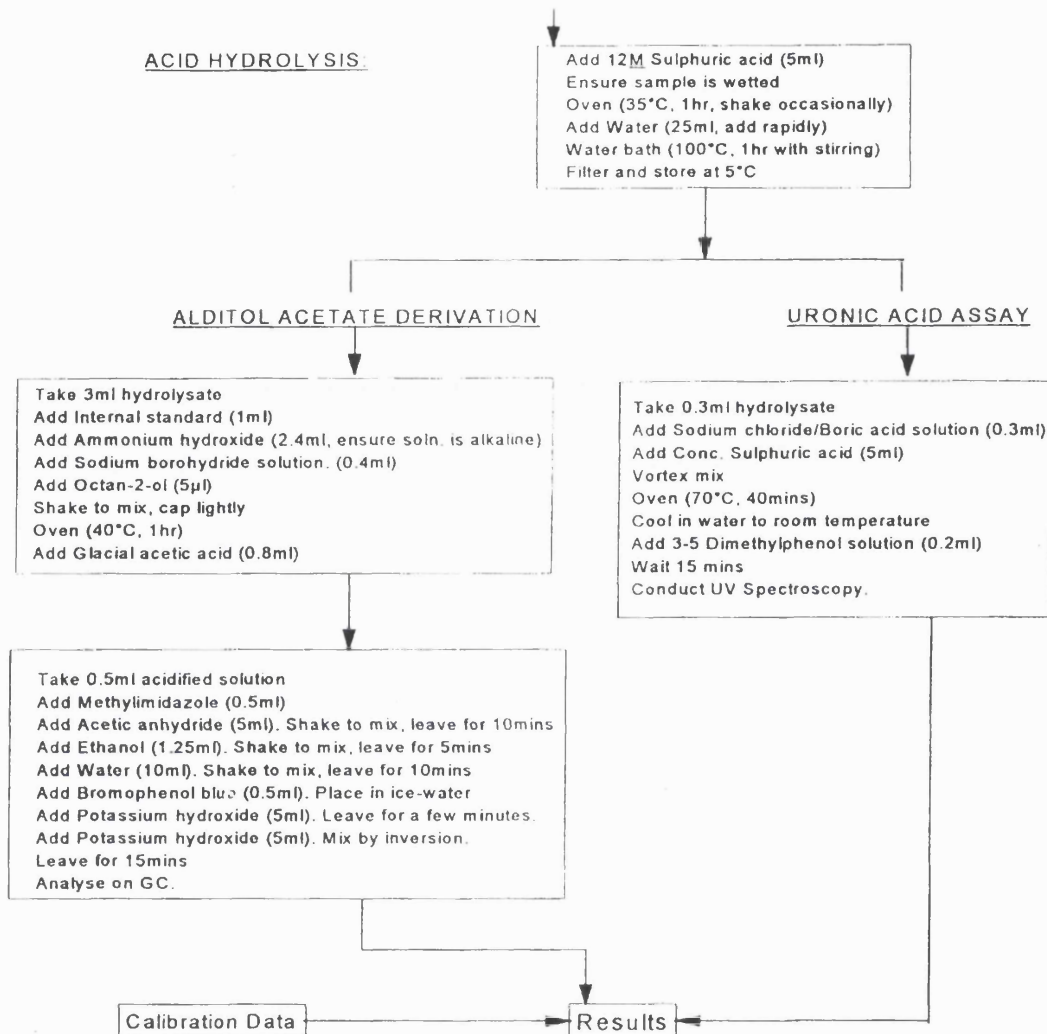 ACID HYDROLYSIS:
Add 12M Sulphuric acid (5ml)
Ensure sample is wetted
Oven (35°C, 1hr, shake occasionally)
Add Water (25ml, add rapidly)
Water bath (100°C, 1hr with stirring)
Filter and store at 5°C
ALDITOL ACETATE DERIVATION
Take 3ml hydrolysate
Add Internal standard (1ml)
Add Ammonium hydroxide (2.4ml, ensure soln. is alkaline)
Add Sodium borohydride solution. (0.4ml)
Add Octan-2-ol (5µl)
Shake to mix, cap lightly
Oven (40°C, 1hr)
Add Glacial acetic acid (0.8ml)
Take 0.5ml acidified solution
Add Methylimidazole (0.5ml)
Add Acetic anhydride (5ml). Shake to mix, leave for 10mins
Add Ethanol (1.25ml). Shake to mix, leave for 5mins
Add Water (10ml). Shake to mix, leave for 10mins
Add Bromophenol blue (0.5ml). Place in ice-water
Add Potassium hydroxide (5ml). Leave for a few minutes.
Add Potassium hydroxide (5ml). Mix by inversion.
Leave for 15mins
Analyse on GC.
URONIC ACID ASSAY
Take 0.3ml hydrolysate
Add Sodium chloride/Boric acid solution (0.3ml)
Add Conc. Sulphuric acid (5ml)
Vortex mix
Oven (70°C, 40mins)
Cool in water to room temperature
Add 3-5 Dimethylphenol solution (0.2ml)
Wait 15 mins
Conduct UV Spectroscopy.
Calibration Data
Results